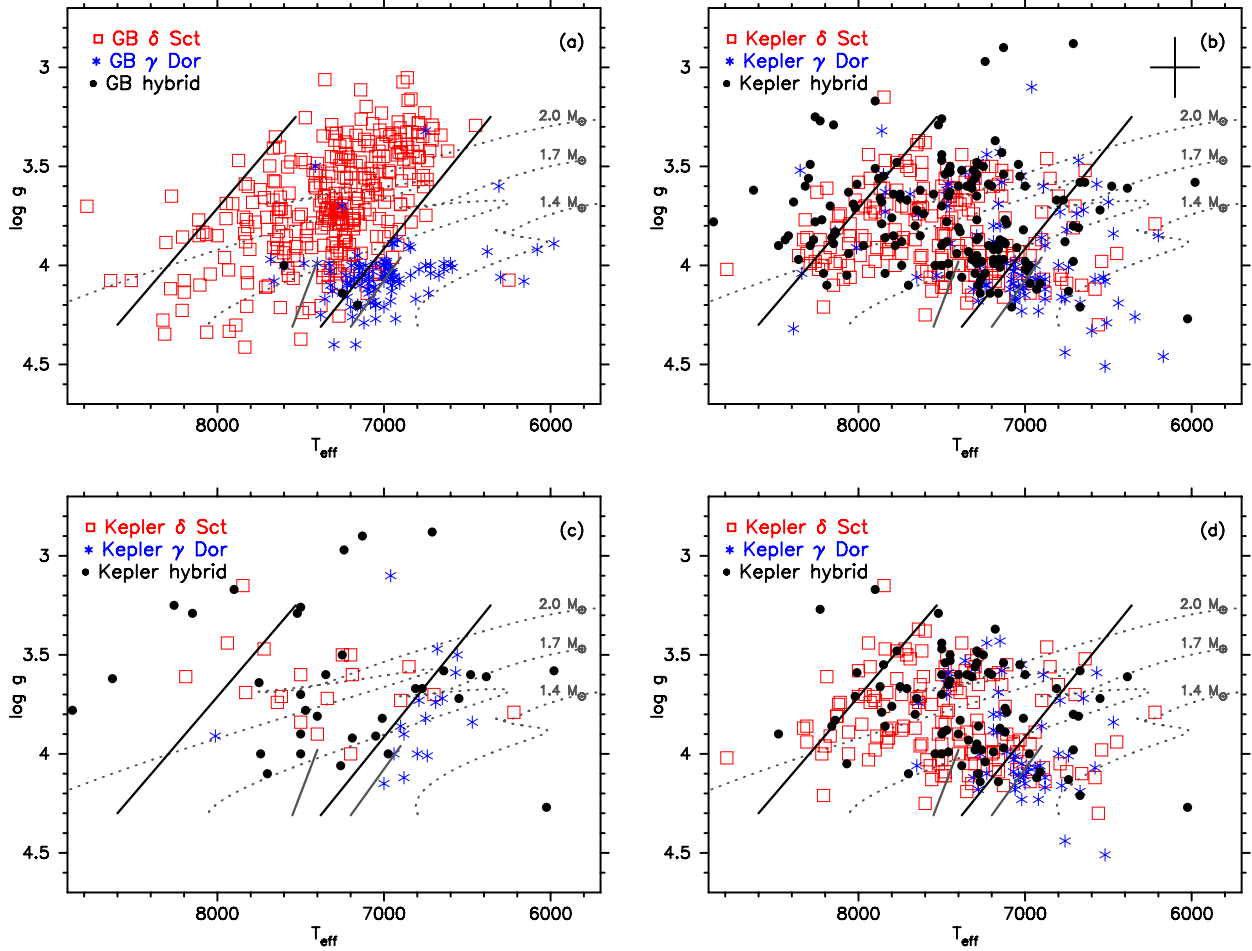 GB δ Sct
GB γ Dor
GB hybrid
(a)
2.0 M⊕
1.7 M⊕
1.4 M⊕
3
3.5
4
4.5
log g
8000
7000
6000
Teff
Kepler δ Sct
Kepler γ Dor
Kepler hybrid
(b)
2.0 M⊕
1.7 M⊕
1.4 M⊕
3
3.5
4
4.5
log g
8000
7000
6000
Teff
Kepler δ Sct
Kepler γ Dor
Kepler hybrid
(c)
2.0 M⊕
1.7 M⊕
1.4 M⊕
3
3.5
4
4.5
log g
8000
7000
6000
Teff
Kepler δ Sct
Kepler γ Dor
Kepler hybrid
(d)
2.0 M⊕
1.7 M⊕
1.4 M⊕
3
3.5
4
4.5
log g
8000
7000
6000
Teff